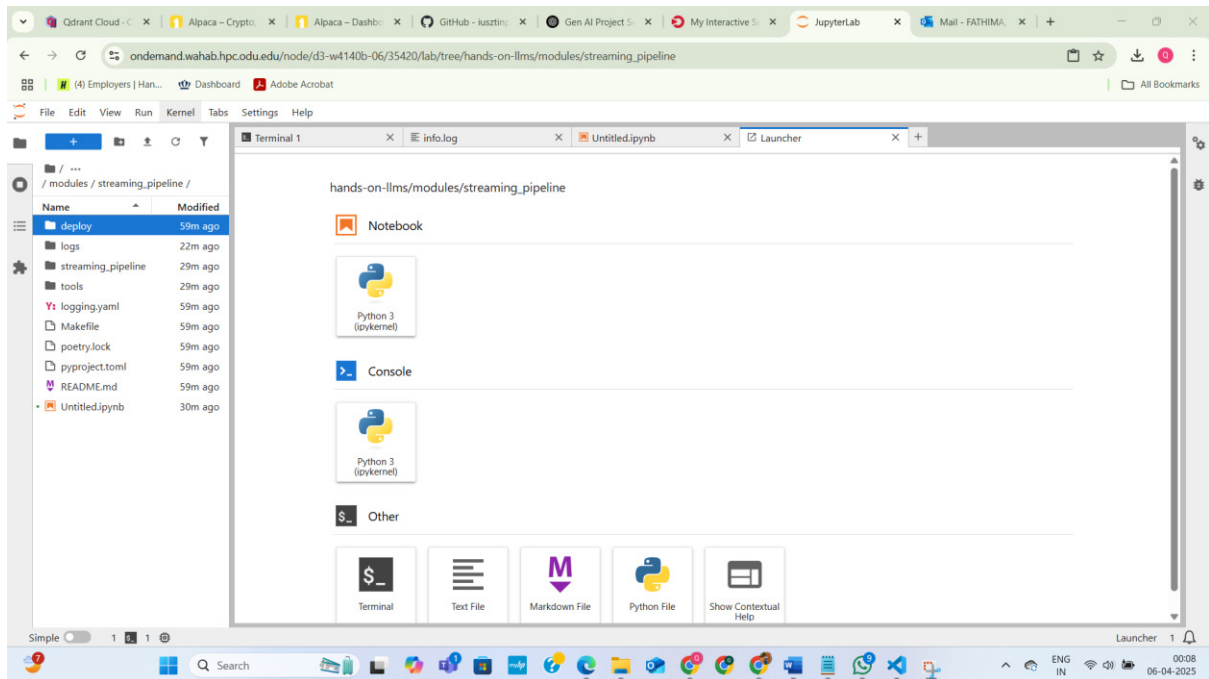 Qdrant Cloud - C
Alpaca – Crypto,
Alpaca – Dashbo
GitHub - iusztinp
Gen AI Project S
My Interactive S
JupyterLab
Mail - FATHIMA,
ondemand.wahab.hpc.odu.edu/node/d3-w4140b-06/35420/lab/tree/hands-on-llms/modules/streaming_pipeline
Q
(4) Employers | Han...
Dashboard
Adobe Acrobat
All Bookmarks
File Edit View Run Kernel Tabs Settings Help
Terminal 1
info.log
Untitled.ipynb
Launcher
/ ...
/ modules / streaming_pipeline /
Name Modified
deploy 59m ago
logs 22m ago
streaming_pipeline 29m ago
tools 29m ago
Y: logging.yaml 59m ago
Makefile 59m ago
poetry.lock 59m ago
pyproject.toml 59m ago
README.md 59m ago
Untitled.ipynb 30m ago
hands-on-llms/modules/streaming_pipeline
Notebook
Python 3
(ipykernel)
Console
Python 3
(ipykernel)
$_ Other
$_
Terminal
Text File
M
Markdown File
Python File
Show Contextual
Help
Simple 1 $_ 1
Launcher 1
7
Search
1
9
ENG
IN
00:08
06-04-2025